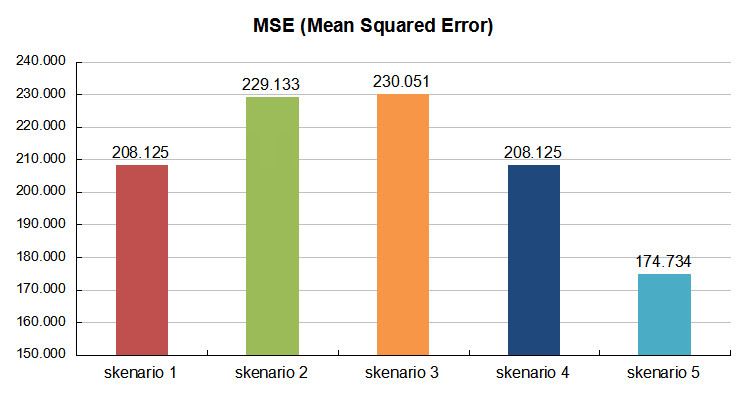 MSE (Mean Squared Error)
240.000
230.000
220.000
210.000
200.000
190.000
180.000
170.000
160.000
150.000
208.125
229.133
230.051
208.125
174.734
skenario 1
skenario 2
skenario 3
skenario 4
skenario 5